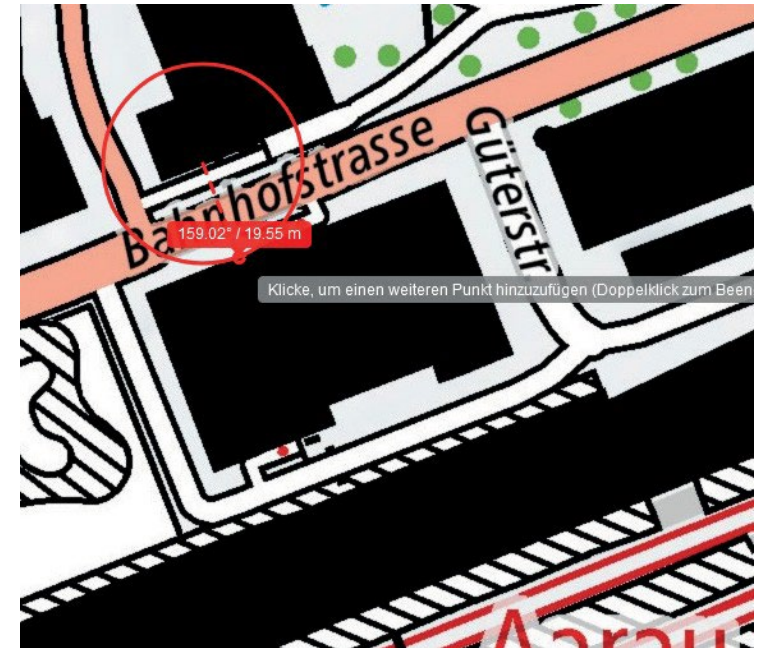 Bahnhofstrasse
Güterstr
159.02° / 19.55 m
Klicke, um einen weiteren Punkt hinzuzufügen (Doppelklick zum Been
Aarau